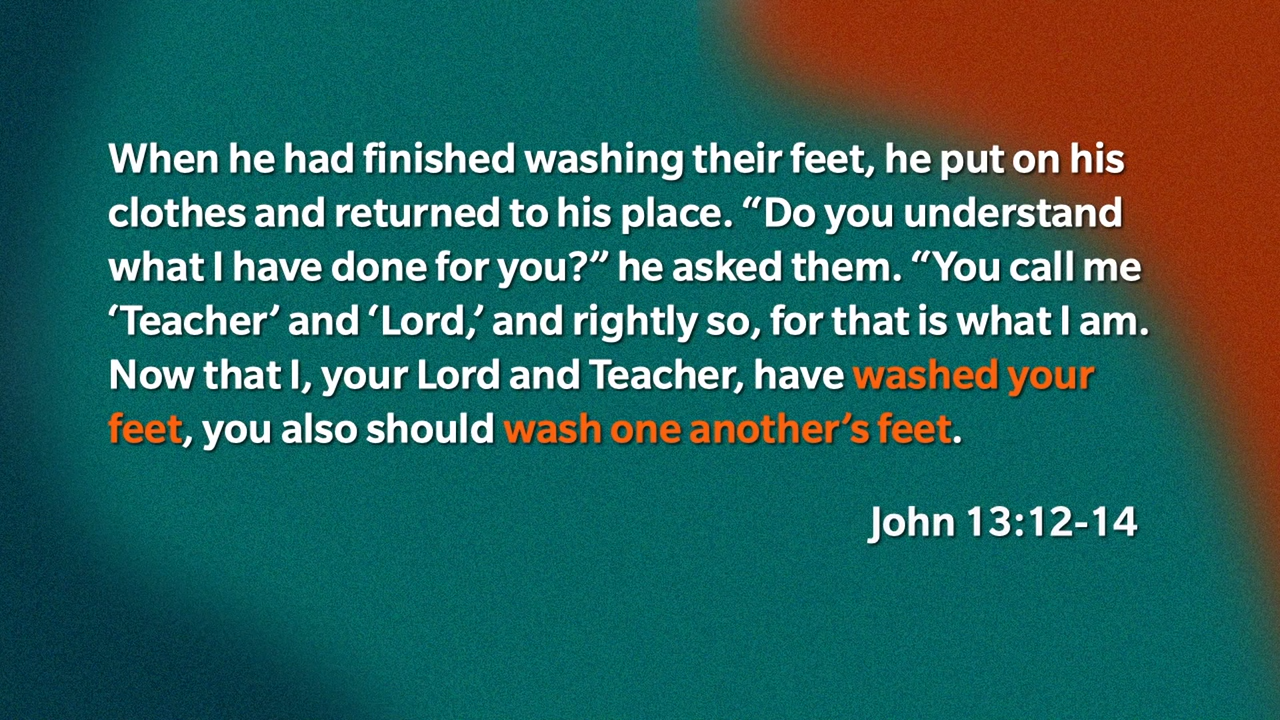 When he had finished washing their feet, he put on his
clothes and returned to his place. “Do you understand
what I have done for you?” he asked them. “You call me
‘Teacher’ and ‘Lord,’ and rightly so, for that is what I am.
Now that I, your Lord and Teacher, have washed your
feet, you also should wash one another’s feet.
John 13:12-14